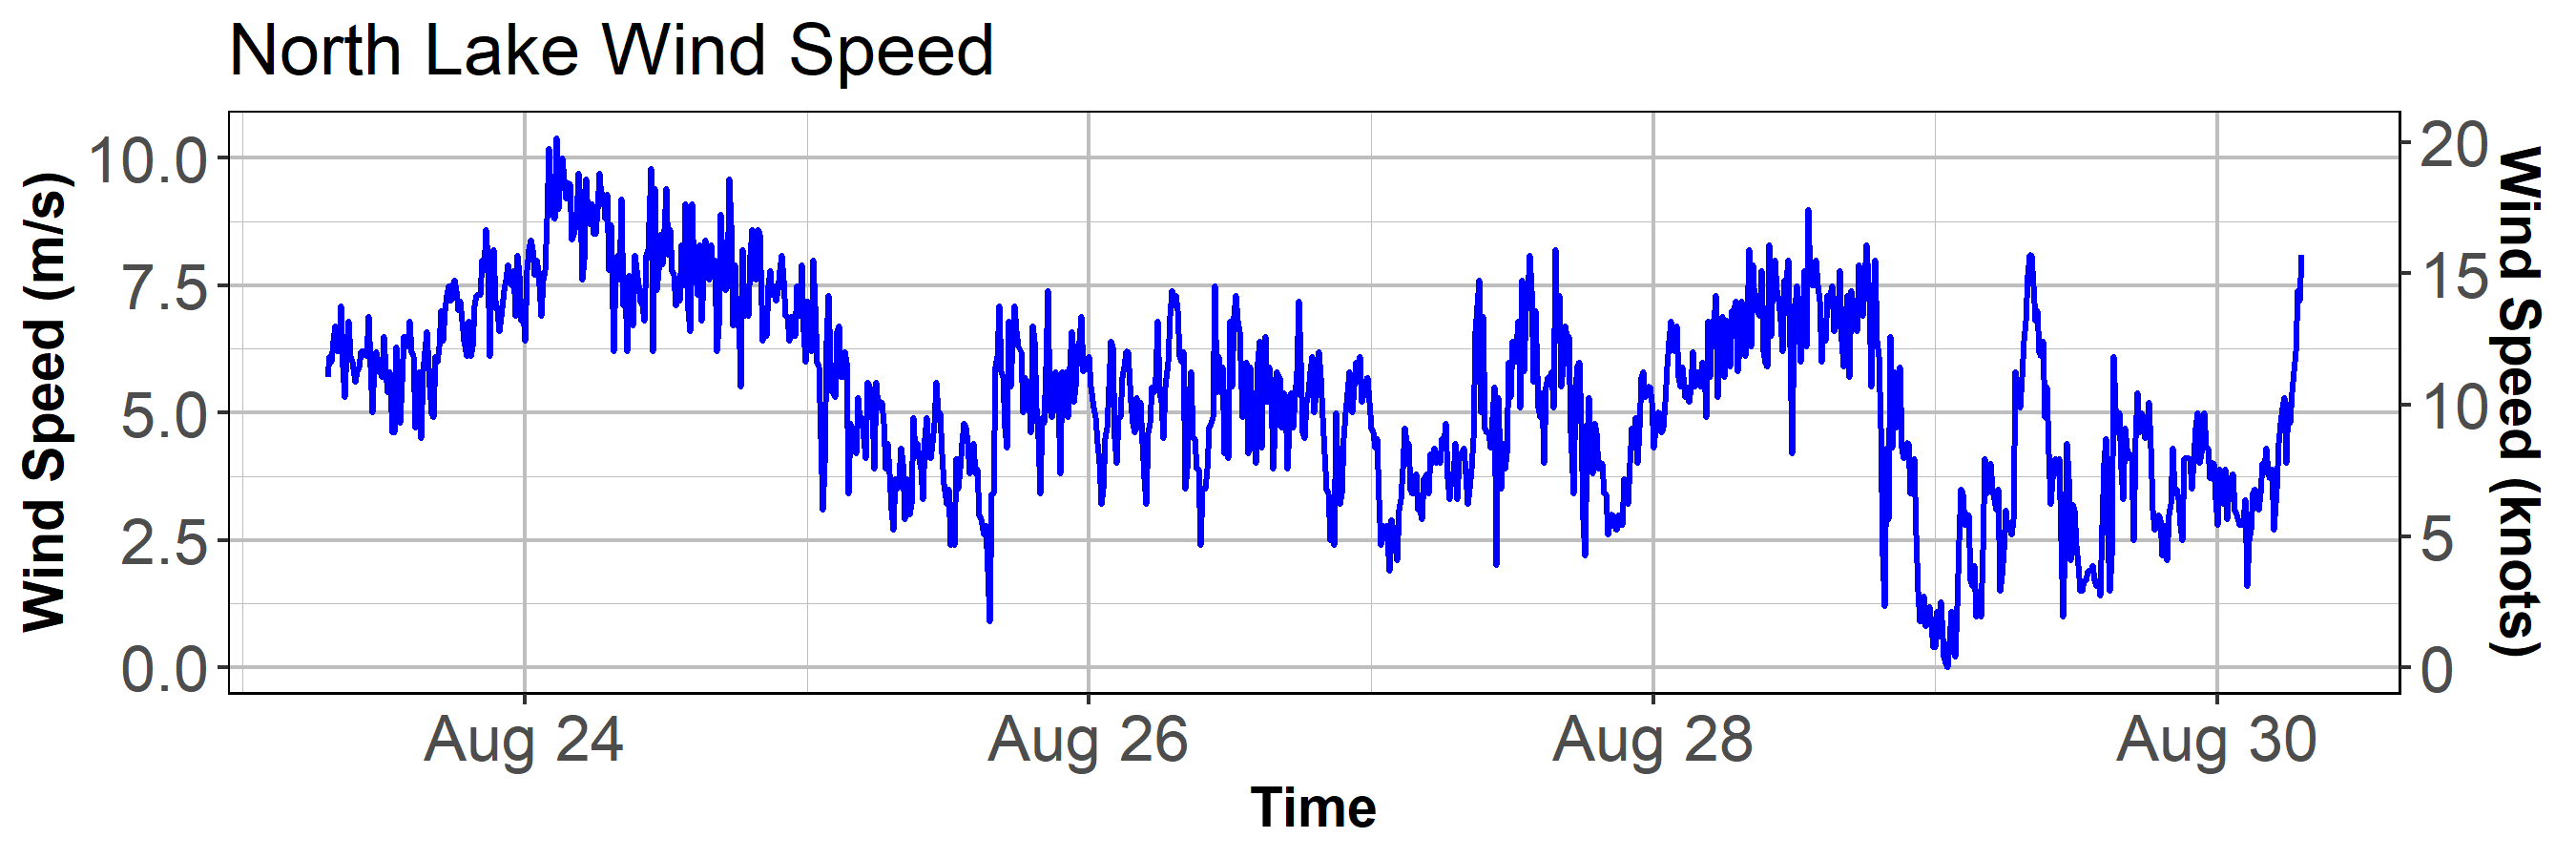 North Lake Wind Speed
Wind Speed (m/s)
10.0
7.5
5.0
2.5
0.0
20
15
10
5
0
Wind Speed (knots)
Aug 24
Aug 26
Aug 28
Aug 30
Time